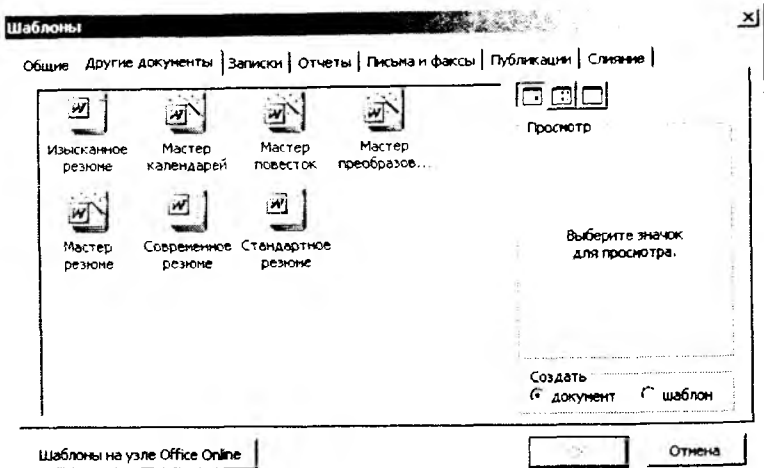 Шаблоны
Общие Другие документы Записки Отчеты Письма и факсы Публикации Слияние
Изысканное резюме
Мастер календарей
Мастер повесток
Мастер преобразов...
Просмотр
Выберите значок
для просмотра.
Мастер резюме
Современное резюме
Стандартное резюме
Создать
документ шаблон
Шаблоны на узле Office Online
Отмена